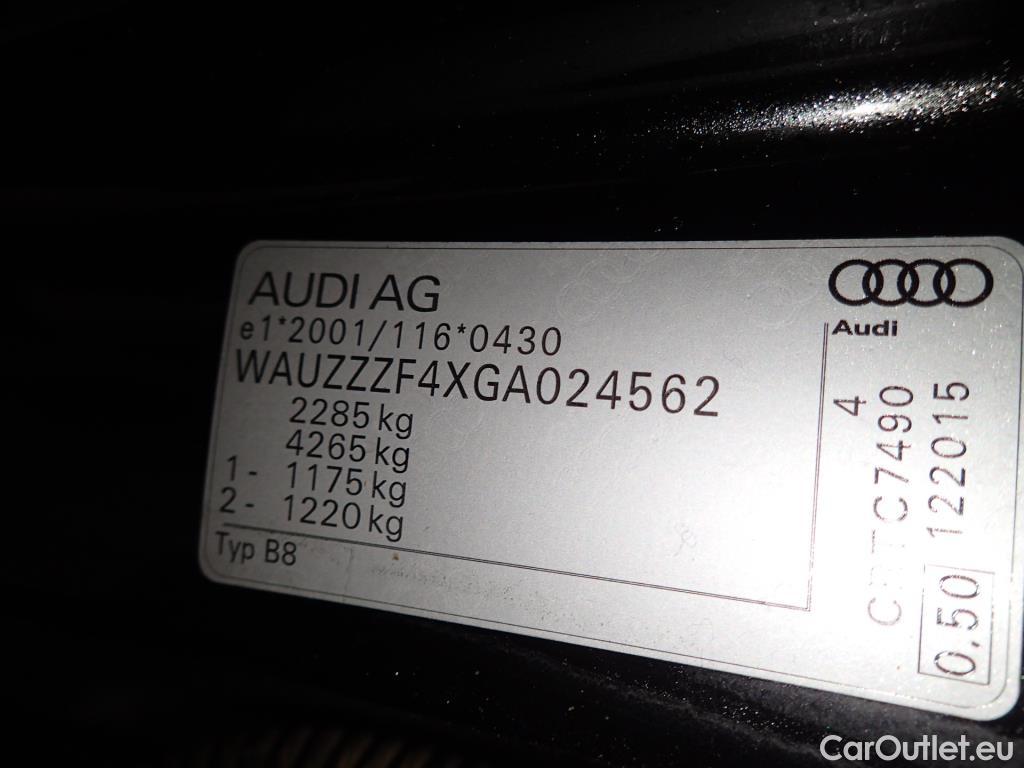 AUDI AG
e1*2001/116*0430
WAUZZZF4XGA024562
2285 kg
4265 kg
1 - 1175 kg
2 - 1220 kg
Typ B8
Audi
4
122015
0,50
CarOutlet.eu